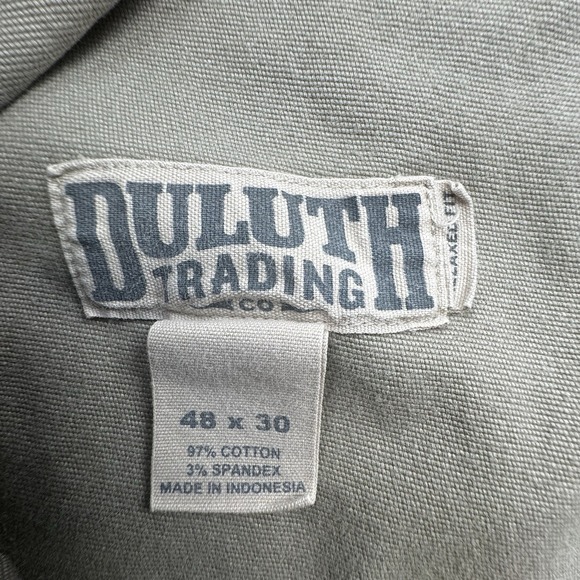 DULUTH
TRADING
CO
RELAXED FIT
48 x 30
97% COTTON
3% SPANDEX
MADE IN INDONESIA